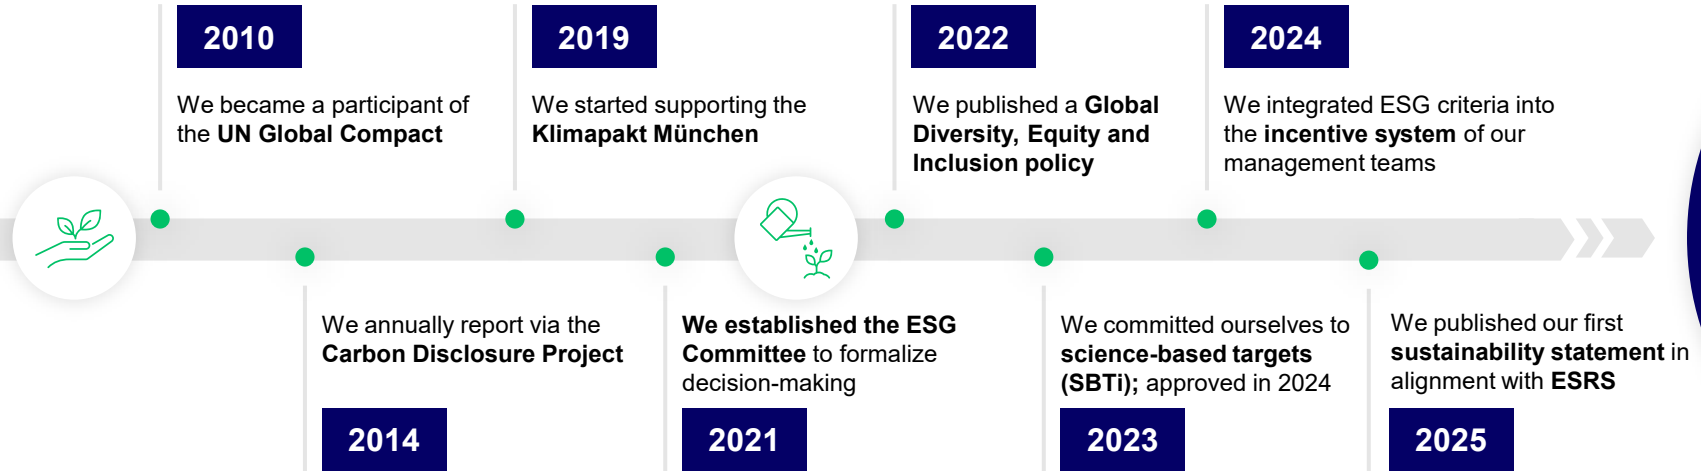 2010
We became a participant of
the UN Global Compact
2014
We annually report via the
Carbon Disclosure Project
2019
We started supporting the
Klimapakt München
2021
We established the ESG
Committee to formalize
decision-making
2022
We published a Global
Diversity, Equity and
Inclusion policy
2023
We committed ourselves to
science-based targets
(SBTi); approved in 2024
2024
We integrated ESG criteria into
the incentive system of our
management teams
2025
We published our first
sustainability statement in
alignment with ESRS